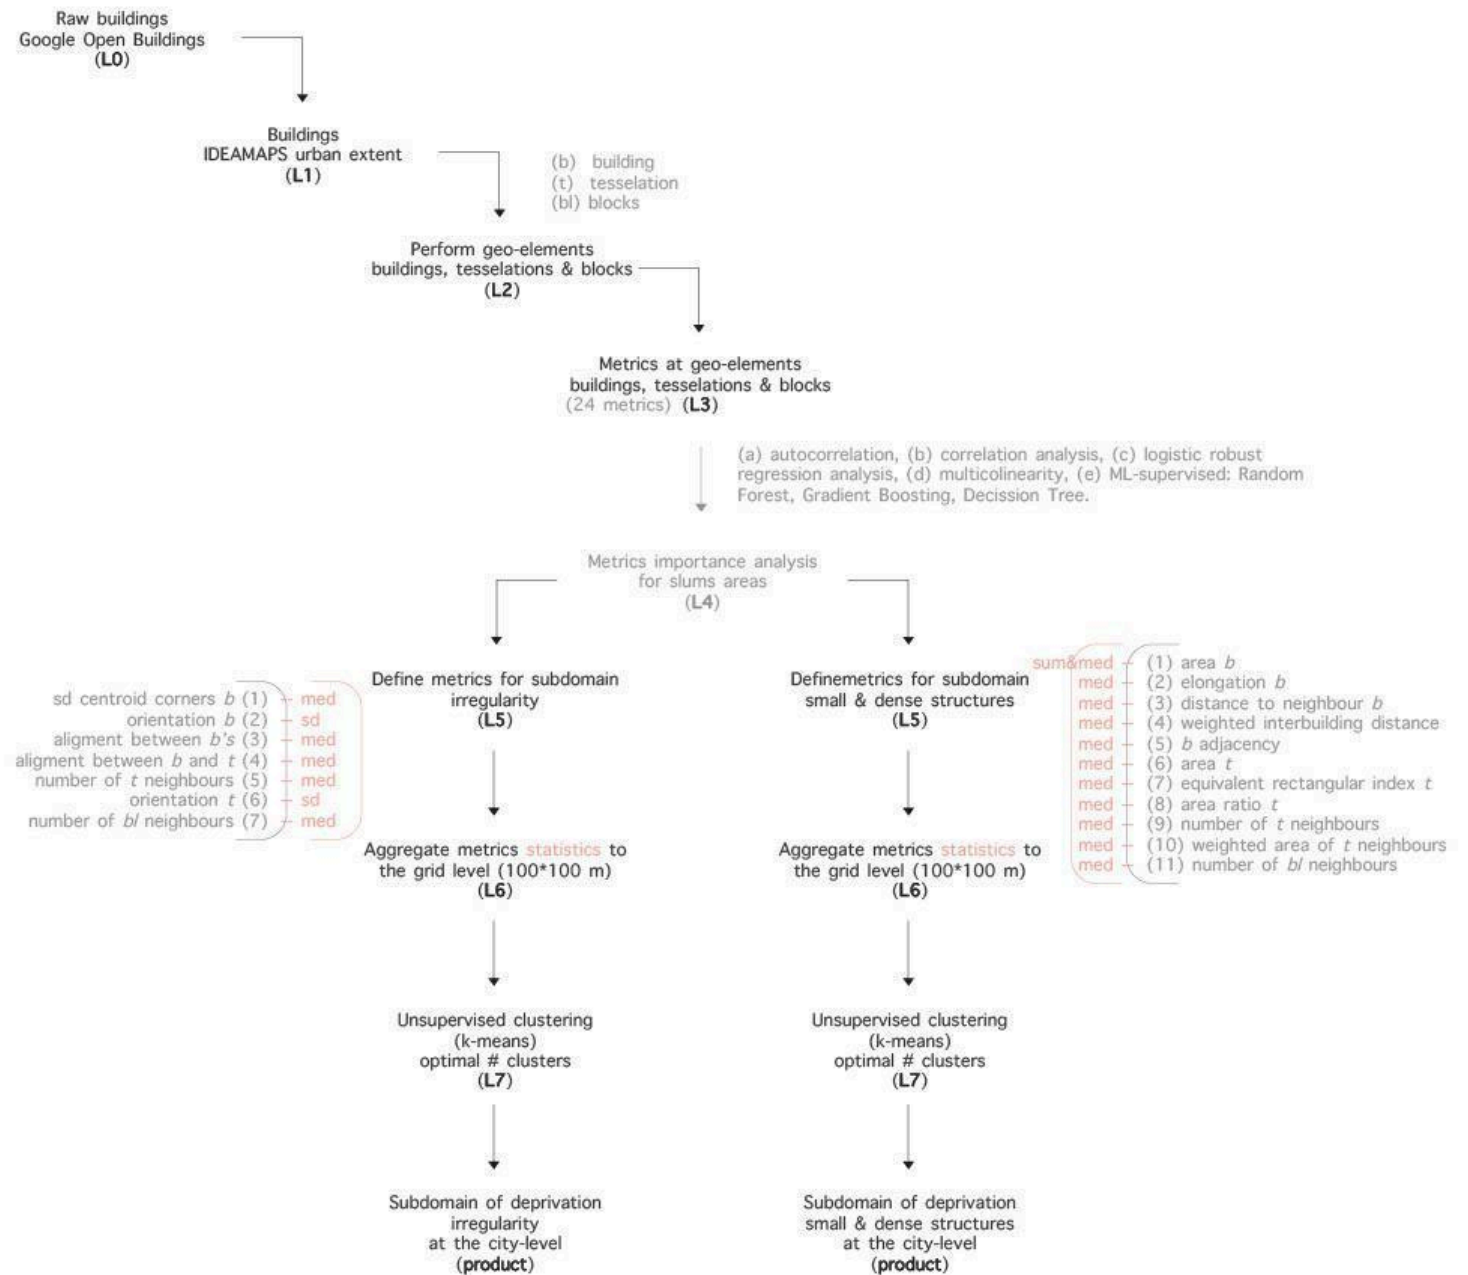 Raw buildings
Google Open Buildings
(L0)
Buildings
IDEAMAPS urban extent
(L1)
(b) building
(t) tesselation
(bl) blocks
Perform geo-elements
buildings, tesselations & blocks
(L2)
Metrics at geo-elements
buildings, tesselations & blocks
(24 metrics) (L3)
(a) autocorrelation, (b) correlation analysis, (c) logistic robust
regression analysis, (d) multicolinearity, (e) ML-supervised: Random
Forest, Gradient Boosting, Decission Tree.
Metrics importance analysis
for slums areas
(L4)
Define metrics for subdomain
irregularity
(L5)
sd centroid corners b (1) – med
orientation b (2) – sd
aligment between b's (3) – med
aligment between b and t (4) – med
number of t neighbours (5) – med
orientation t (6) – sd
number of bl neighbours (7) – med
Definemetrics for subdomain
small & dense structures
(L5)
sum&med – (1) area b
med – (2) elongation b
med – (3) distance to neighbour b
med – (4) weighted interbuilding distance
med – (5) b adjacency
med – (6) area t
med – (7) equivalent rectangular index t
med – (8) area ratio t
med – (9) number of t neighbours
med – (10) weighted area of t neighbours
med – (11) number of bl neighbours
Aggregate metrics statistics to
the grid level (100*100 m)
(L6)
Aggregate metrics statistics to
the grid level (100*100 m)
(L6)
Unsupervised clustering
(k-means)
optimal # clusters
(L7)
Unsupervised clustering
(k-means)
optimal # clusters
(L7)
Subdomain of deprivation
irregularity
at the city-level
(product)
Subdomain of deprivation
small & dense structures
at the city-level
(product)